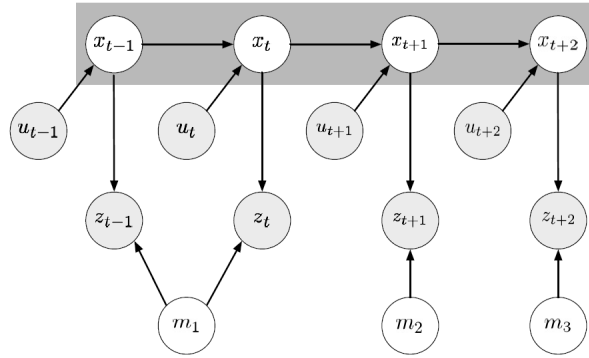 x_{t-1} x_t x_{t+1} x_{t+2}
u_{t-1} u_t u_{t+1} u_{t+2}
z_{t-1} z_t z_{t+1} z_{t+2}
m_1 m_2 m_3